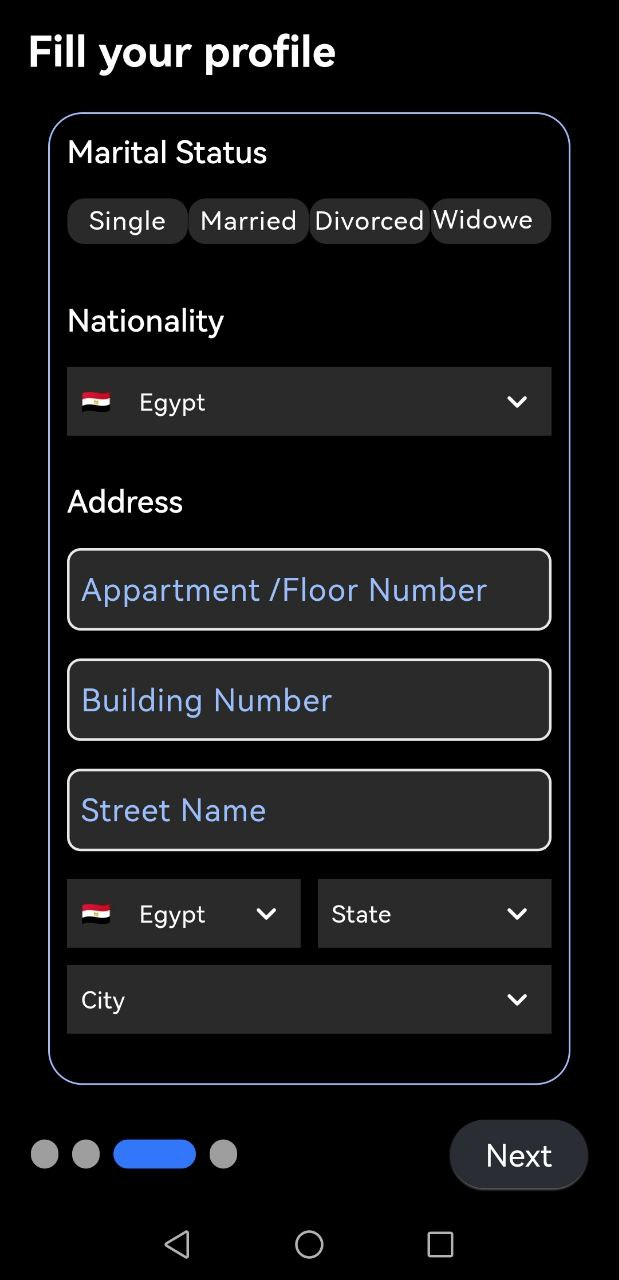 Fill your profile
Marital Status
Single Married Divorced Widowe
Nationality
Egypt
Address
Appartment /Floor Number
Building Number
Street Name
Egypt State
City
Next